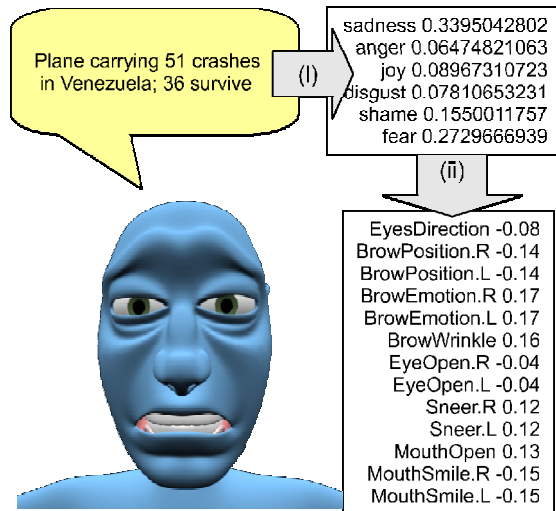 Plane carrying 51 crashes
in Venezuela; 36 survive
(I)
sadness 0.3395042802
anger 0.06474821063
joy 0.08967310723
disgust 0.07810653231
shame 0.1550011757
fear 0.2729666939
(ii)
EyesDirection -0.08
BrowPosition.R -0.14
BrowPosition.L -0.14
BrowEmotion.R 0.17
BrowEmotion.L 0.17
BrowWrinkle 0.16
EyeOpen.R -0.04
EyeOpen.L -0.04
Sneer.R 0.12
Sneer.L 0.12
MouthOpen 0.13
MouthSmile.R -0.15
MouthSmile.L -0.15